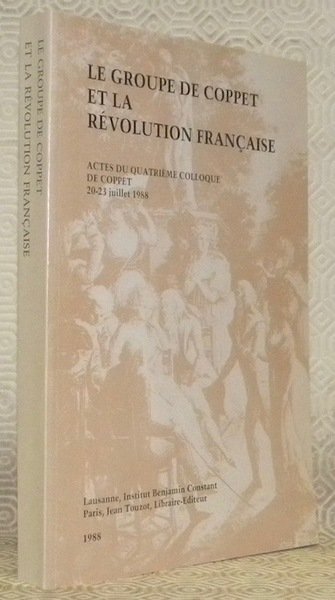 LE GROUPE DE COPPET
ET LA RÉVOLUTION FRANÇAISE
LE GROUPE DE COPPET
ET LA
RÉVOLUTION FRANÇAISE
ACTES DU QUATRIÈME COLLOQUE
DE COPPET
20-23 juillet 1988
Lausanne, Institut Benjamin Constant
Paris, Jean Touzot, Libraire-Editeur
1988